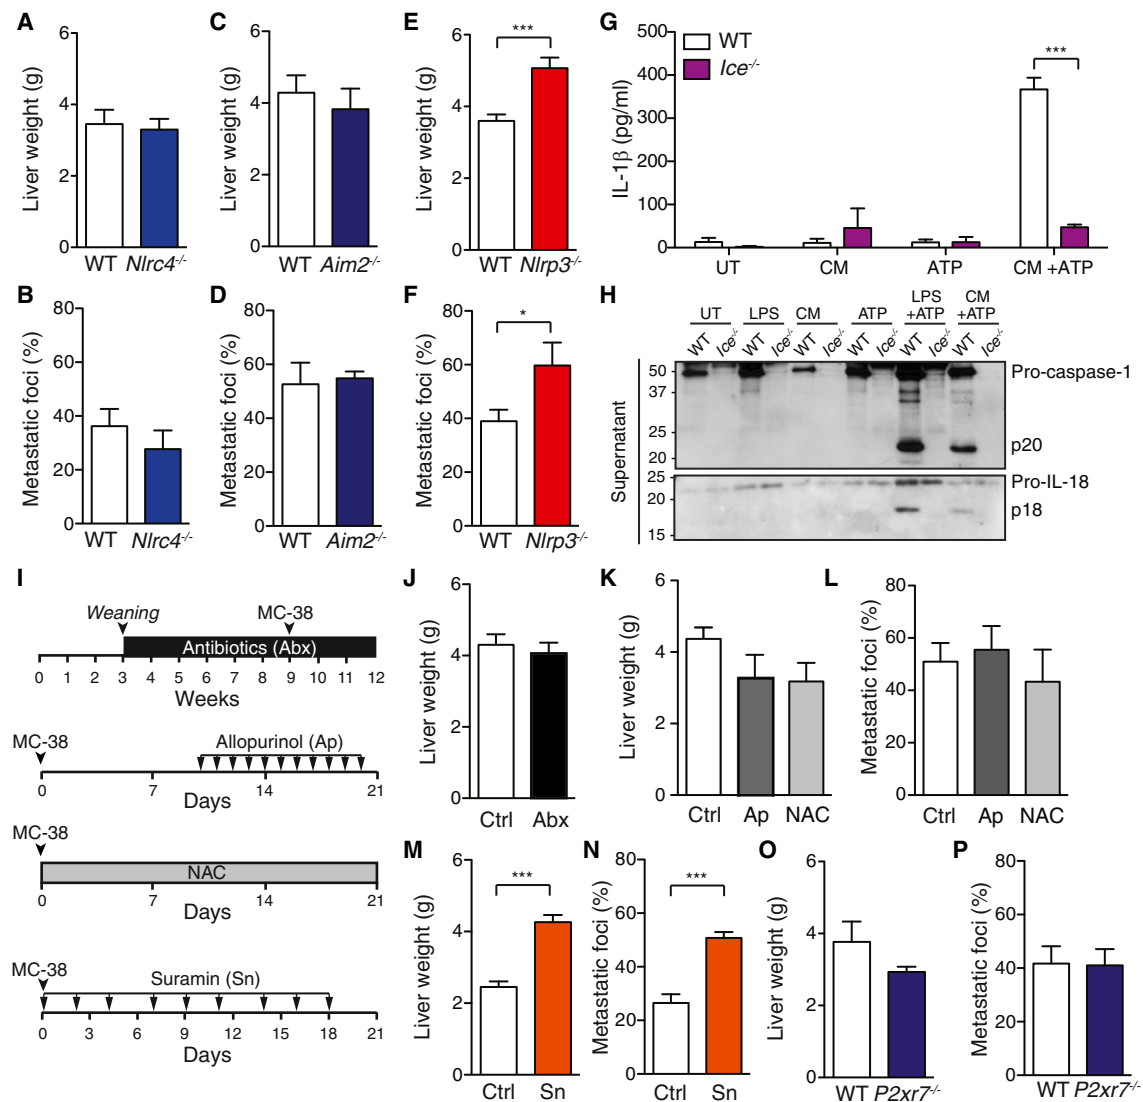 A
Liver weight (g)
6
4
2
0
WT Nlrc4-/-
C
Liver weight (g)
6
4
2
0
WT Aim2-/-
E
Liver weight (g)
6
4
2
0
***
WT Nlrp3-/-
G
IL-1β (pg/ml)
500
400
300
200
100
0
WT
Ice-/-
***
UT CM ATP CM +ATP
B
Metastatic foci (%)
80
60
40
20
0
WT Nlrc4-/-
D
Metastatic foci (%)
80
60
40
20
0
WT Aim2-/-
F
Metastatic foci (%)
80
60
40
20
0
*
WT Nlrp3-/-
H
UT LPS CM ATP LPS +ATP CM +ATP
WT Ice-/- WT Ice-/- WT Ice-/- WT Ice-/- WT Ice-/- WT Ice-/-
Supernatant
50
37
25
20
Pro-caspase-1
p20
25
20
15
Pro-IL-18
p18
I
Weaning
MC-38
Antibiotics (Abx)
0 1 2 3 4 5 6 7 8 9 10 11 12
Weeks
MC-38
Allopurinol (Ap)
0 7 14 21
Days
MC-38
NAC
0 7 14 21
Days
MC-38
Suramin (Sn)
0 3 6 9 12 15 18 21
Days
J
Liver weight (g)
6
4
2
0
Ctrl Abx
K
Liver weight (g)
6
4
2
0
Ctrl Ap NAC
L
Metastatic foci (%)
80
60
40
20
0
Ctrl Ap NAC
M
Liver weight (g)
6
4
2
0
***
Ctrl Sn
N
Metastatic foci (%)
80
60
40
20
0
***
Ctrl Sn
O
Liver weight (g)
6
4
2
0
WT P2xr7-/-
P
Metastatic foci (%)
80
60
40
20
0
WT P2xr7-/-